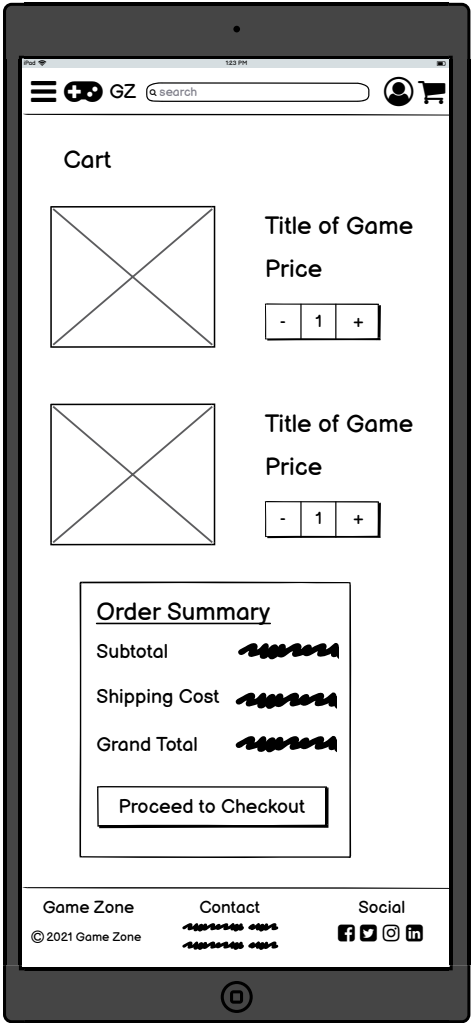 iPad 1:23 PM
GZ search
Cart
Title of Game
Price
- 1 +
Title of Game
Price
- 1 +
Order Summary
Subtotal
Shipping Cost
Grand Total
Proceed to Checkout
Game Zone Contact Social
© 2021 Game Zone